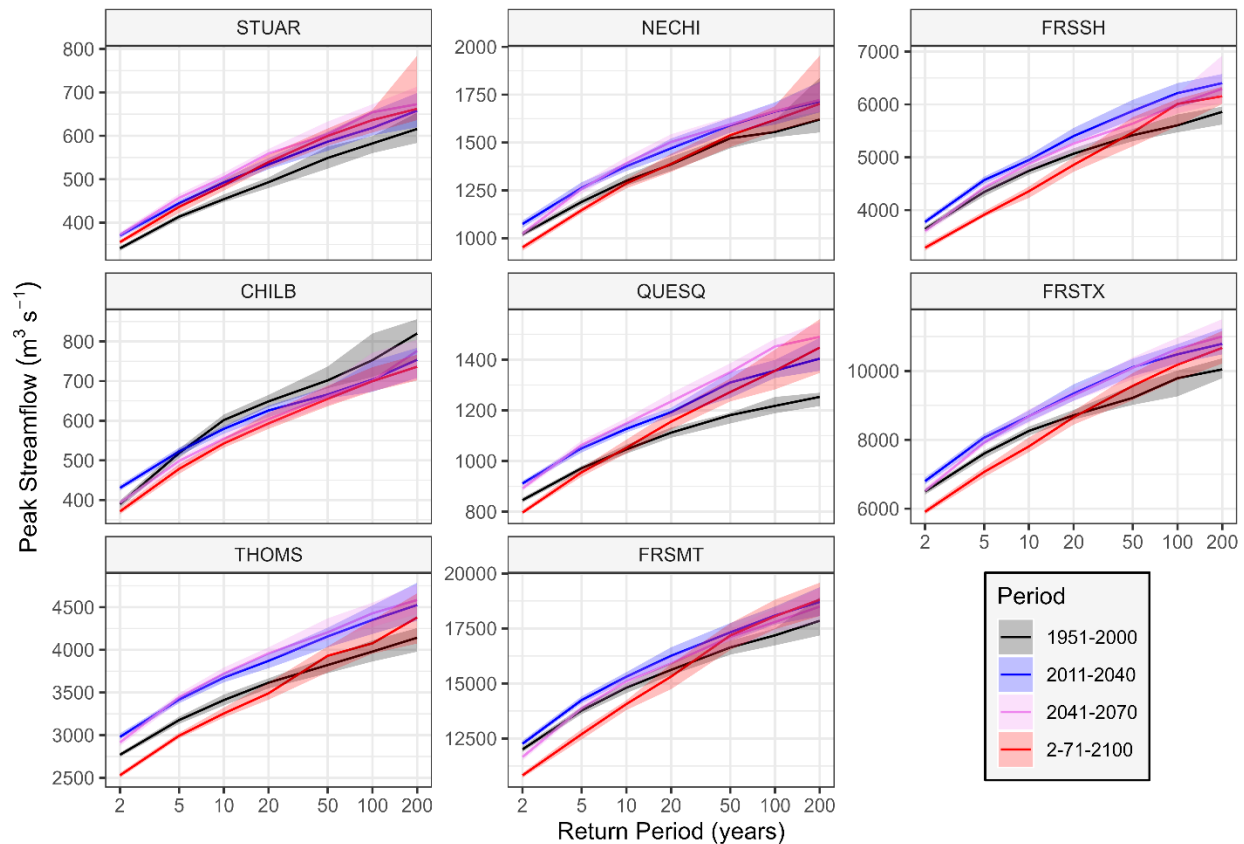 STUAR
NECHI
FRSSH
800
700
600
500
400
2000
1750
1500
1250
1000
7000
6000
5000
4000
CHILB
QUESQ
FRSTX
800
700
600
500
400
1400
1200
1000
800
10000
8000
6000
2 5 10 20 50 100 200
THOMS
FRSMT
4500
4000
3500
3000
2500
20000
17500
15000
12500
2 5 10 20 50 100 200
2 5 10 20 50 100 200
Peak Streamflow (m³ s⁻¹)
Return Period (years)
Period
1951-2000
2011-2040
2041-2070
2-71-2100